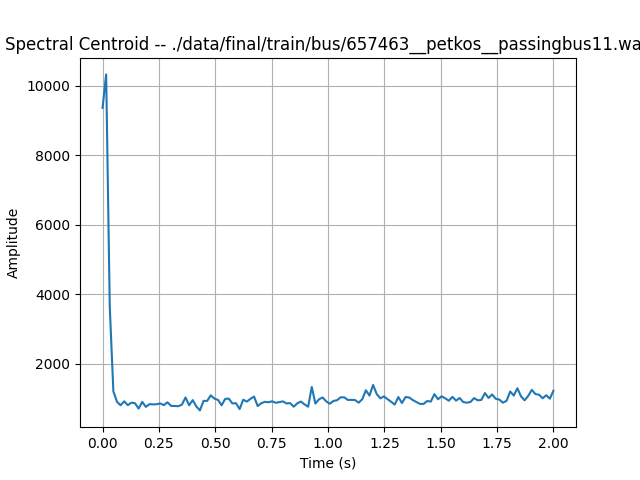 Spectral Centroid -- ./data/final/train/bus/657463__petkos__passingbus11.wa
10000
8000
6000
4000
2000
Amplitude
0.00 0.25 0.50 0.75 1.00 1.25 1.50 1.75 2.00
Time (s)